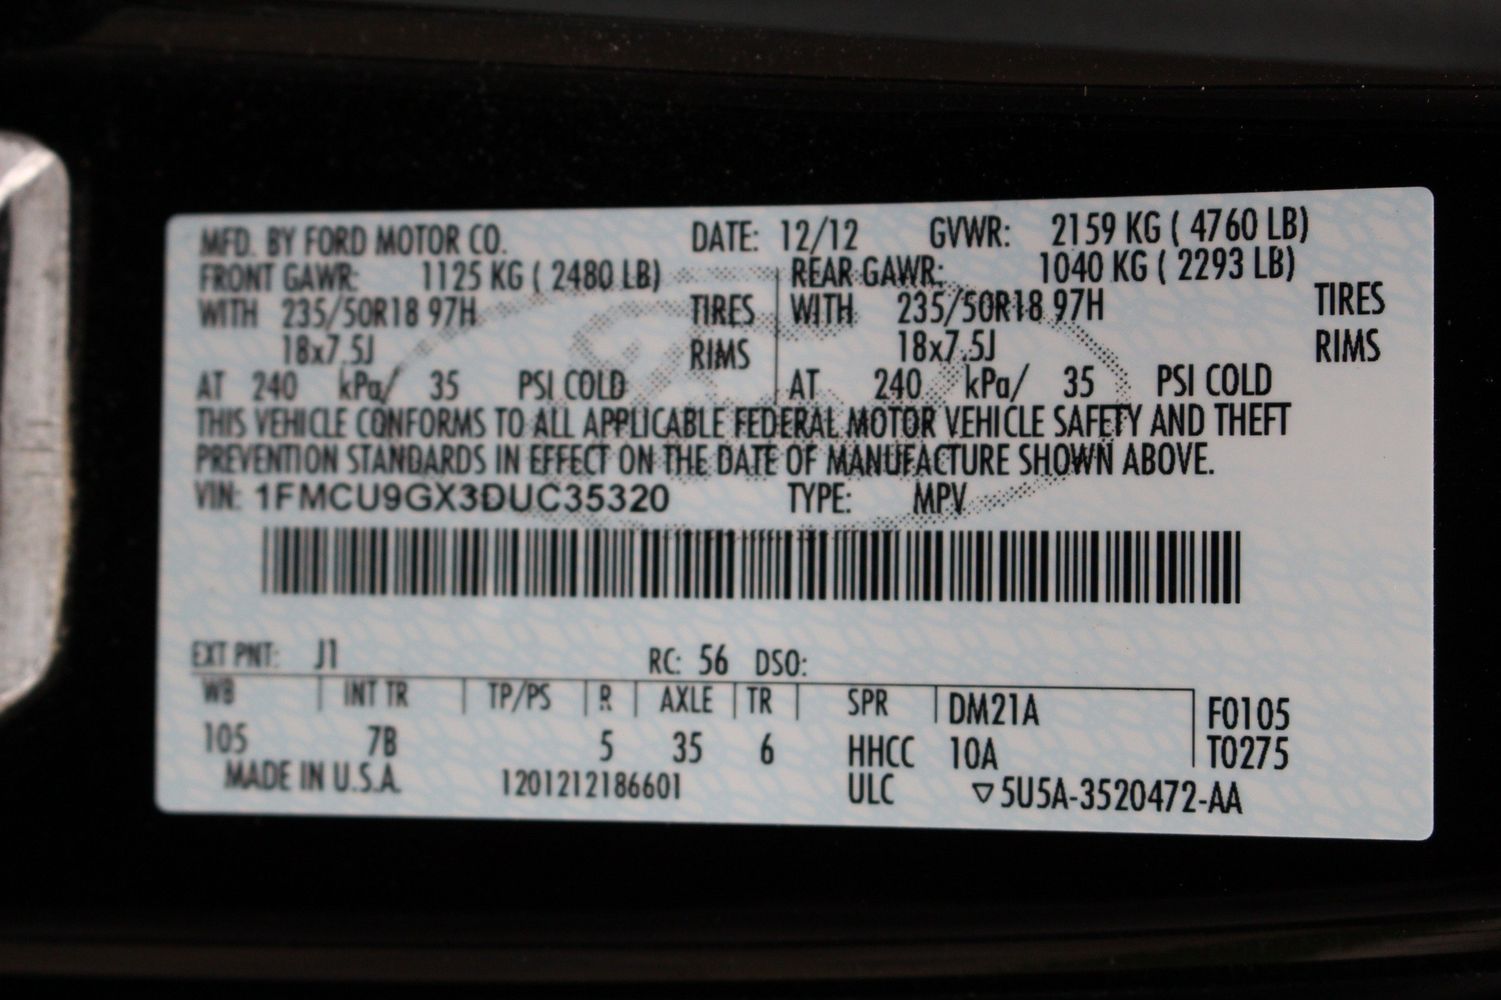 MFD. BY FORD MOTOR CO. DATE: 12/12 GVWR: 2159 KG ( 4760 LB)
FRONT GAWR: 1125 KG ( 2480 LB) REAR GAWR: 1040 KG ( 2293 LB)
WITH 235/50R18 97H TIRES WITH 235/50R18 97H TIRES
18x7.5J RIMS 18x7.5J RIMS
AT 240 kPa/ 35 PSI COLD AT 240 kPa/ 35 PSI COLD
THIS VEHICLE CONFORMS TO ALL APPLICABLE FEDERAL MOTOR VEHICLE SAFETY AND THEFT
PREVENTION STANDARDS IN EFFECT ON THE DATE OF MANUFACTURE SHOWN ABOVE.
VIN: 1FMCU9GX3DUC35320 TYPE: MPV
EXT PNT: J1 RC: 56 DSO:
WB INT TR TP/PS R AXLE TR SPR DM21A F0105
105 7B 5 35 6 HHCC 10A T0275
MADE IN U.S.A. 1201212186601 ULC ▽5U5A-3520472-AA